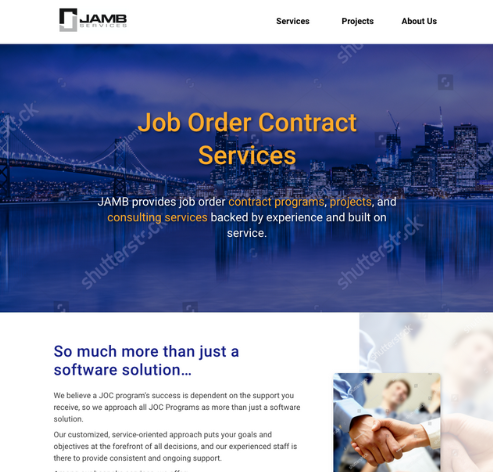 JAMB
SERVICES
Services Projects About Us
Job Order Contract
Services
JAMB provides job order contract programs, projects, and
consulting services backed by experience and built on
service.
shutterstock
shutterstock
So much more than just a
software solution...
We believe a JOC program's success is dependent on the support you
receive, so we approach all JOC Programs as more than just a software
solution.
Our customized, service-oriented approach puts your goals and
objectives at the forefront of all decisions, and our experienced staff is
there to provide consistent and ongoing support.